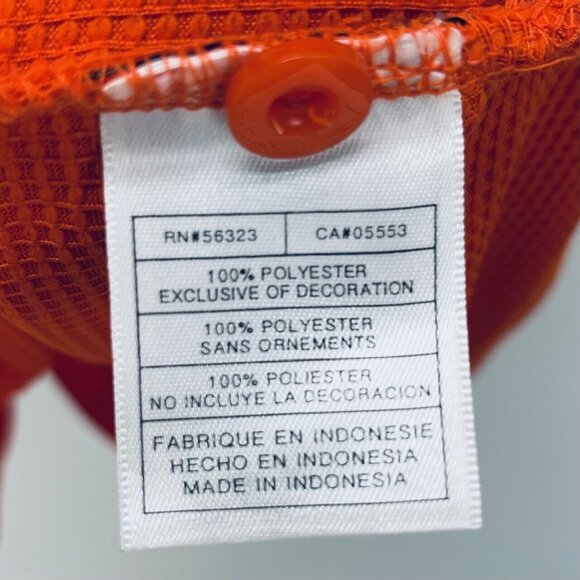 RN#56323 CA#05553
100% POLYESTER
EXCLUSIVE OF DECORATION
100% POLYESTER
SANS ORNEMENTS
100% POLIESTER
NO INCLUYE LA DECORACION
FABRIQUE EN INDONESIE
HECHO EN INDONESIA
MADE IN INDONESIA